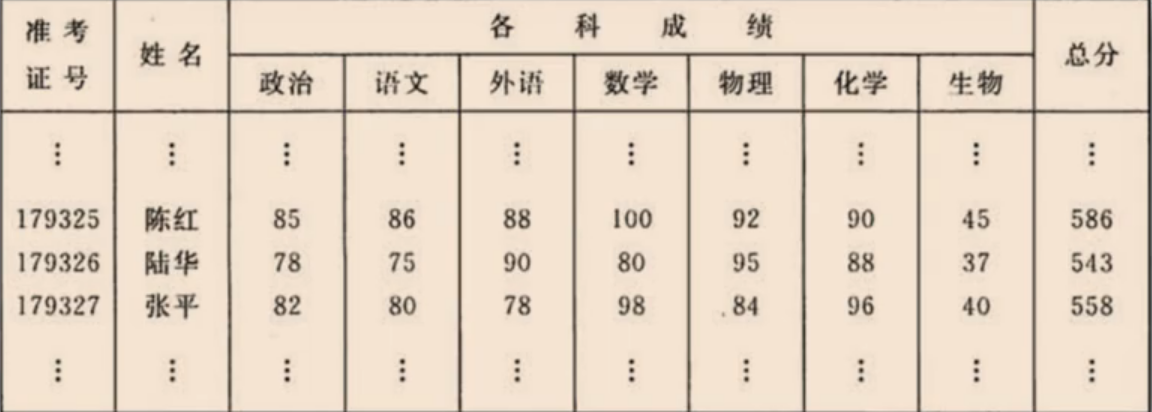 准考证号 姓名 各科成绩 总分
政治 语文 外语 数学 物理 化学 生物
⋮ ⋮ ⋮ ⋮ ⋮ ⋮ ⋮ ⋮ ⋮ ⋮
179325 陈红 85 86 88 100 92 90 45 586
179326 陆华 78 75 90 80 95 88 37 543
179327 张平 82 80 78 98 84 96 40 558
⋮ ⋮ ⋮ ⋮ ⋮ ⋮ ⋮ ⋮ ⋮ ⋮